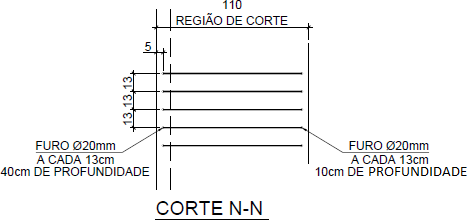 110
REGIÃO DE CORTE
5
13
13
13
FURO Ø20mm
A CADA 13cm
40cm DE PROFUNDIDADE
FURO Ø20mm
A CADA 13cm
10cm DE PROFUNDIDADE
CORTE N-N